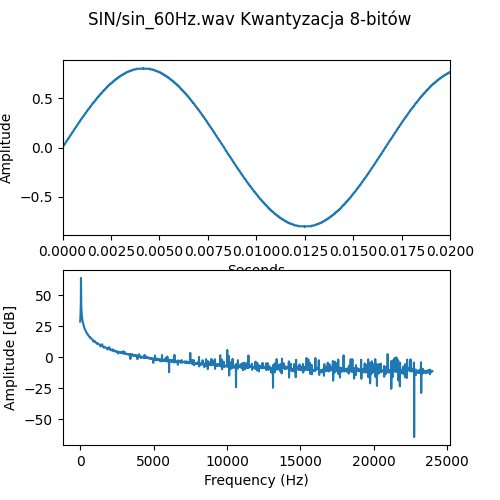 SIN/sin_60Hz.wav Kwantyzacja 8-bitów
0.5
0.0
−0.5
Amplitude
0.0000 0.0025 0.0050 0.0075 0.0100 0.0125 0.0150 0.0175 0.0200
Seconds
50
25
0
−25
−50
Amplitude [dB]
0 5000 10000 15000 20000 25000
Frequency (Hz)